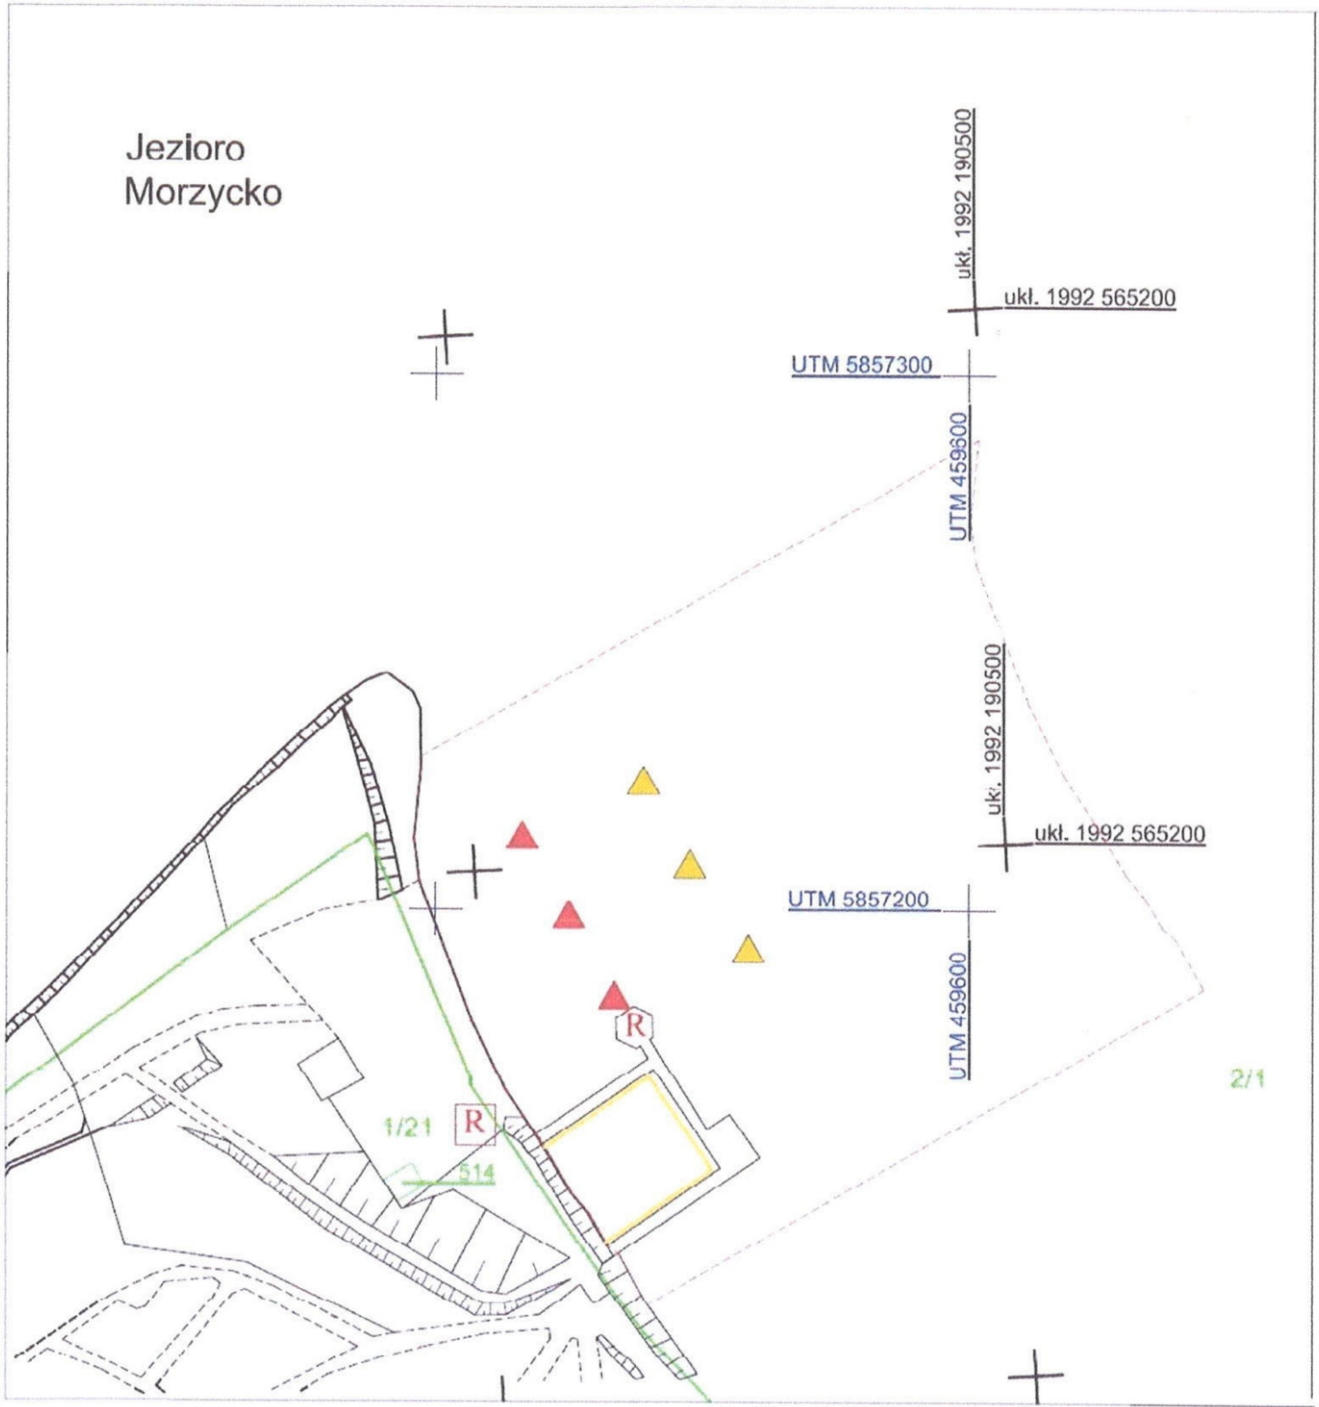 Jezioro
Morzycko
ukł. 1992 190500
ukł. 1992 565200
UTM 5857300
UTM 459600
ukł. 1992 190500
ukł. 1992 565200
UTM 5857200
UTM 459600
R
2/1
1/21
R
514